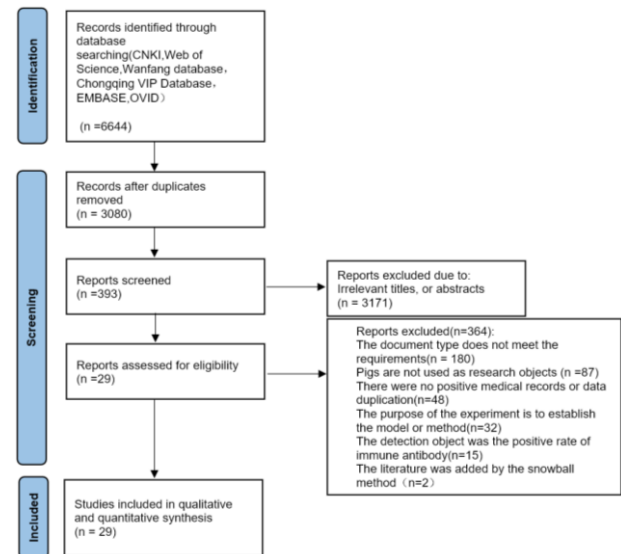 Identification
Records identified through
database
searching(CNKI,Web of
Science,Wanfang database，
Chongqing VIP Database，
EMBASE,OVID）
(n =6644)
Screening
Records after duplicates
removed
(n = 3080)
Reports screened
(n =393)
Reports excluded due to:
Irrelevant titles, or abstracts
(n = 3171)
Reports assessed for eligibility
(n =29)
Reports excluded(n=364):
The document type does not meet the
requirements(n = 180)
Pigs are not used as research objects (n =87)
There were no positive medical records or data
duplication(n=48)
The purpose of the experiment is to establish
the model or method(n=32)
The detection object was the positive rate of
immune antibody(n=15)
The literature was added by the snowball
method（n=2）
Included
Studies included in qualitative
and quantitative synthesis
(n = 29)